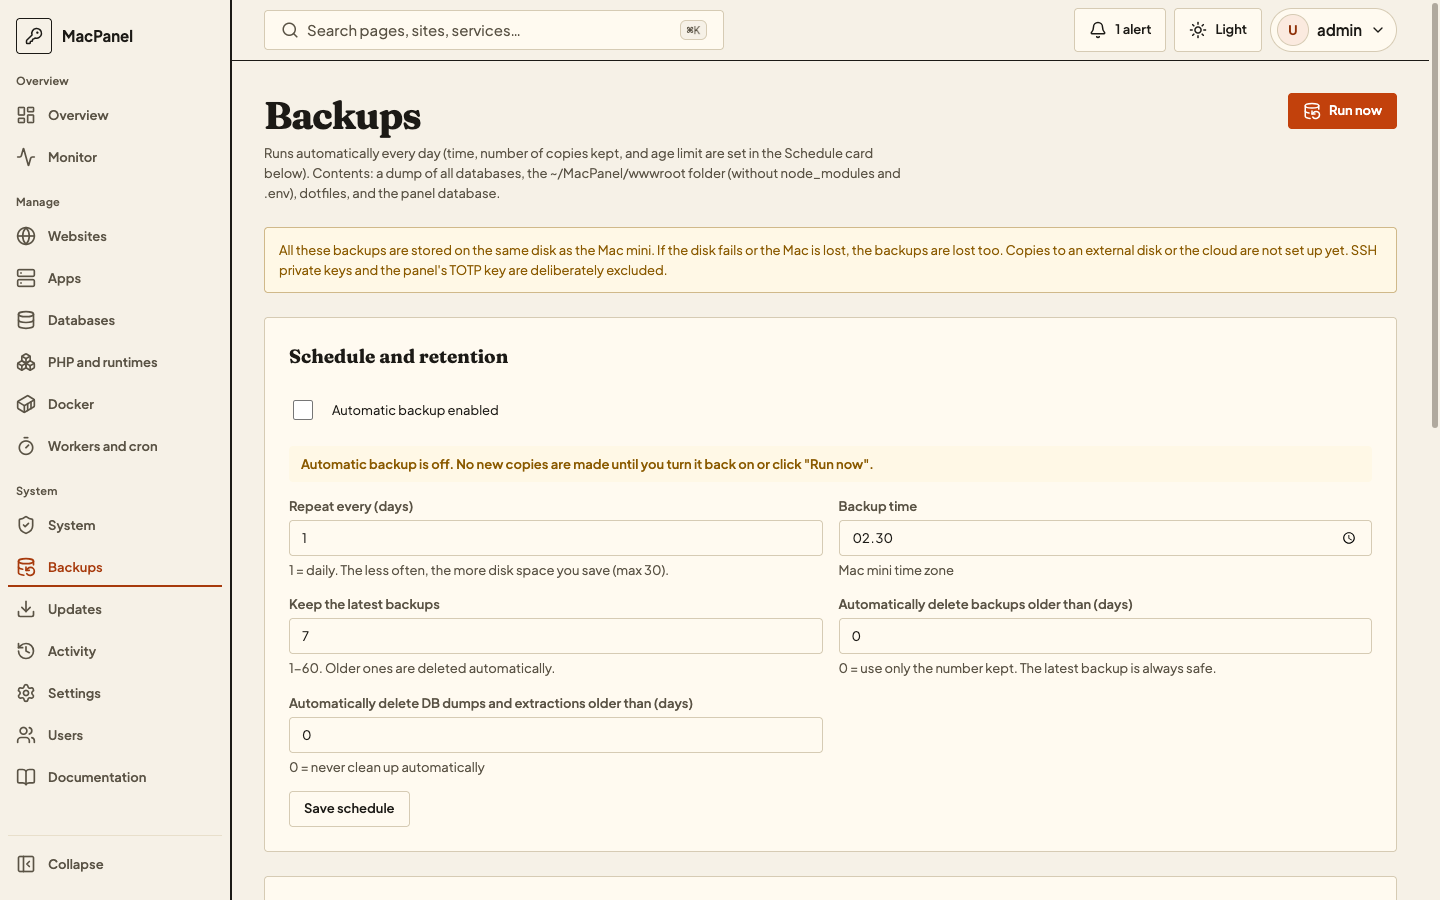 MacPanel
Overview
Overview
Monitor
Manage
Websites
Apps
Databases
PHP and runtimes
Docker
Workers and cron
System
System
Backups
Updates
Activity
Settings
Users
Documentation
Collapse
Search pages, sites, services...
⌘K
1 alert
Light
U
admin
Backups
Run now
Runs automatically every day (time, number of copies kept, and age limit are set in the Schedule card
below). Contents: a dump of all databases, the ~/MacPanel/wwwroot folder (without node_modules and
.env), dotfiles, and the panel database.
All these backups are stored on the same disk as the Mac mini. If the disk fails or the Mac is lost, the backups are lost too. Copies to an external disk or the cloud are not set up yet. SSH
private keys and the panel's TOTP key are deliberately excluded.
Schedule and retention
Automatic backup enabled
Automatic backup is off. No new copies are made until you turn it back on or click "Run now".
Repeat every (days)
1
1 = daily. The less often, the more disk space you save (max 30).
Backup time
02.30
Mac mini time zone
Keep the latest backups
7
1–60. Older ones are deleted automatically.
Automatically delete backups older than (days)
0
0 = use only the number kept. The latest backup is always safe.
Automatically delete DB dumps and extractions older than (days)
0
0 = never clean up automatically
Save schedule